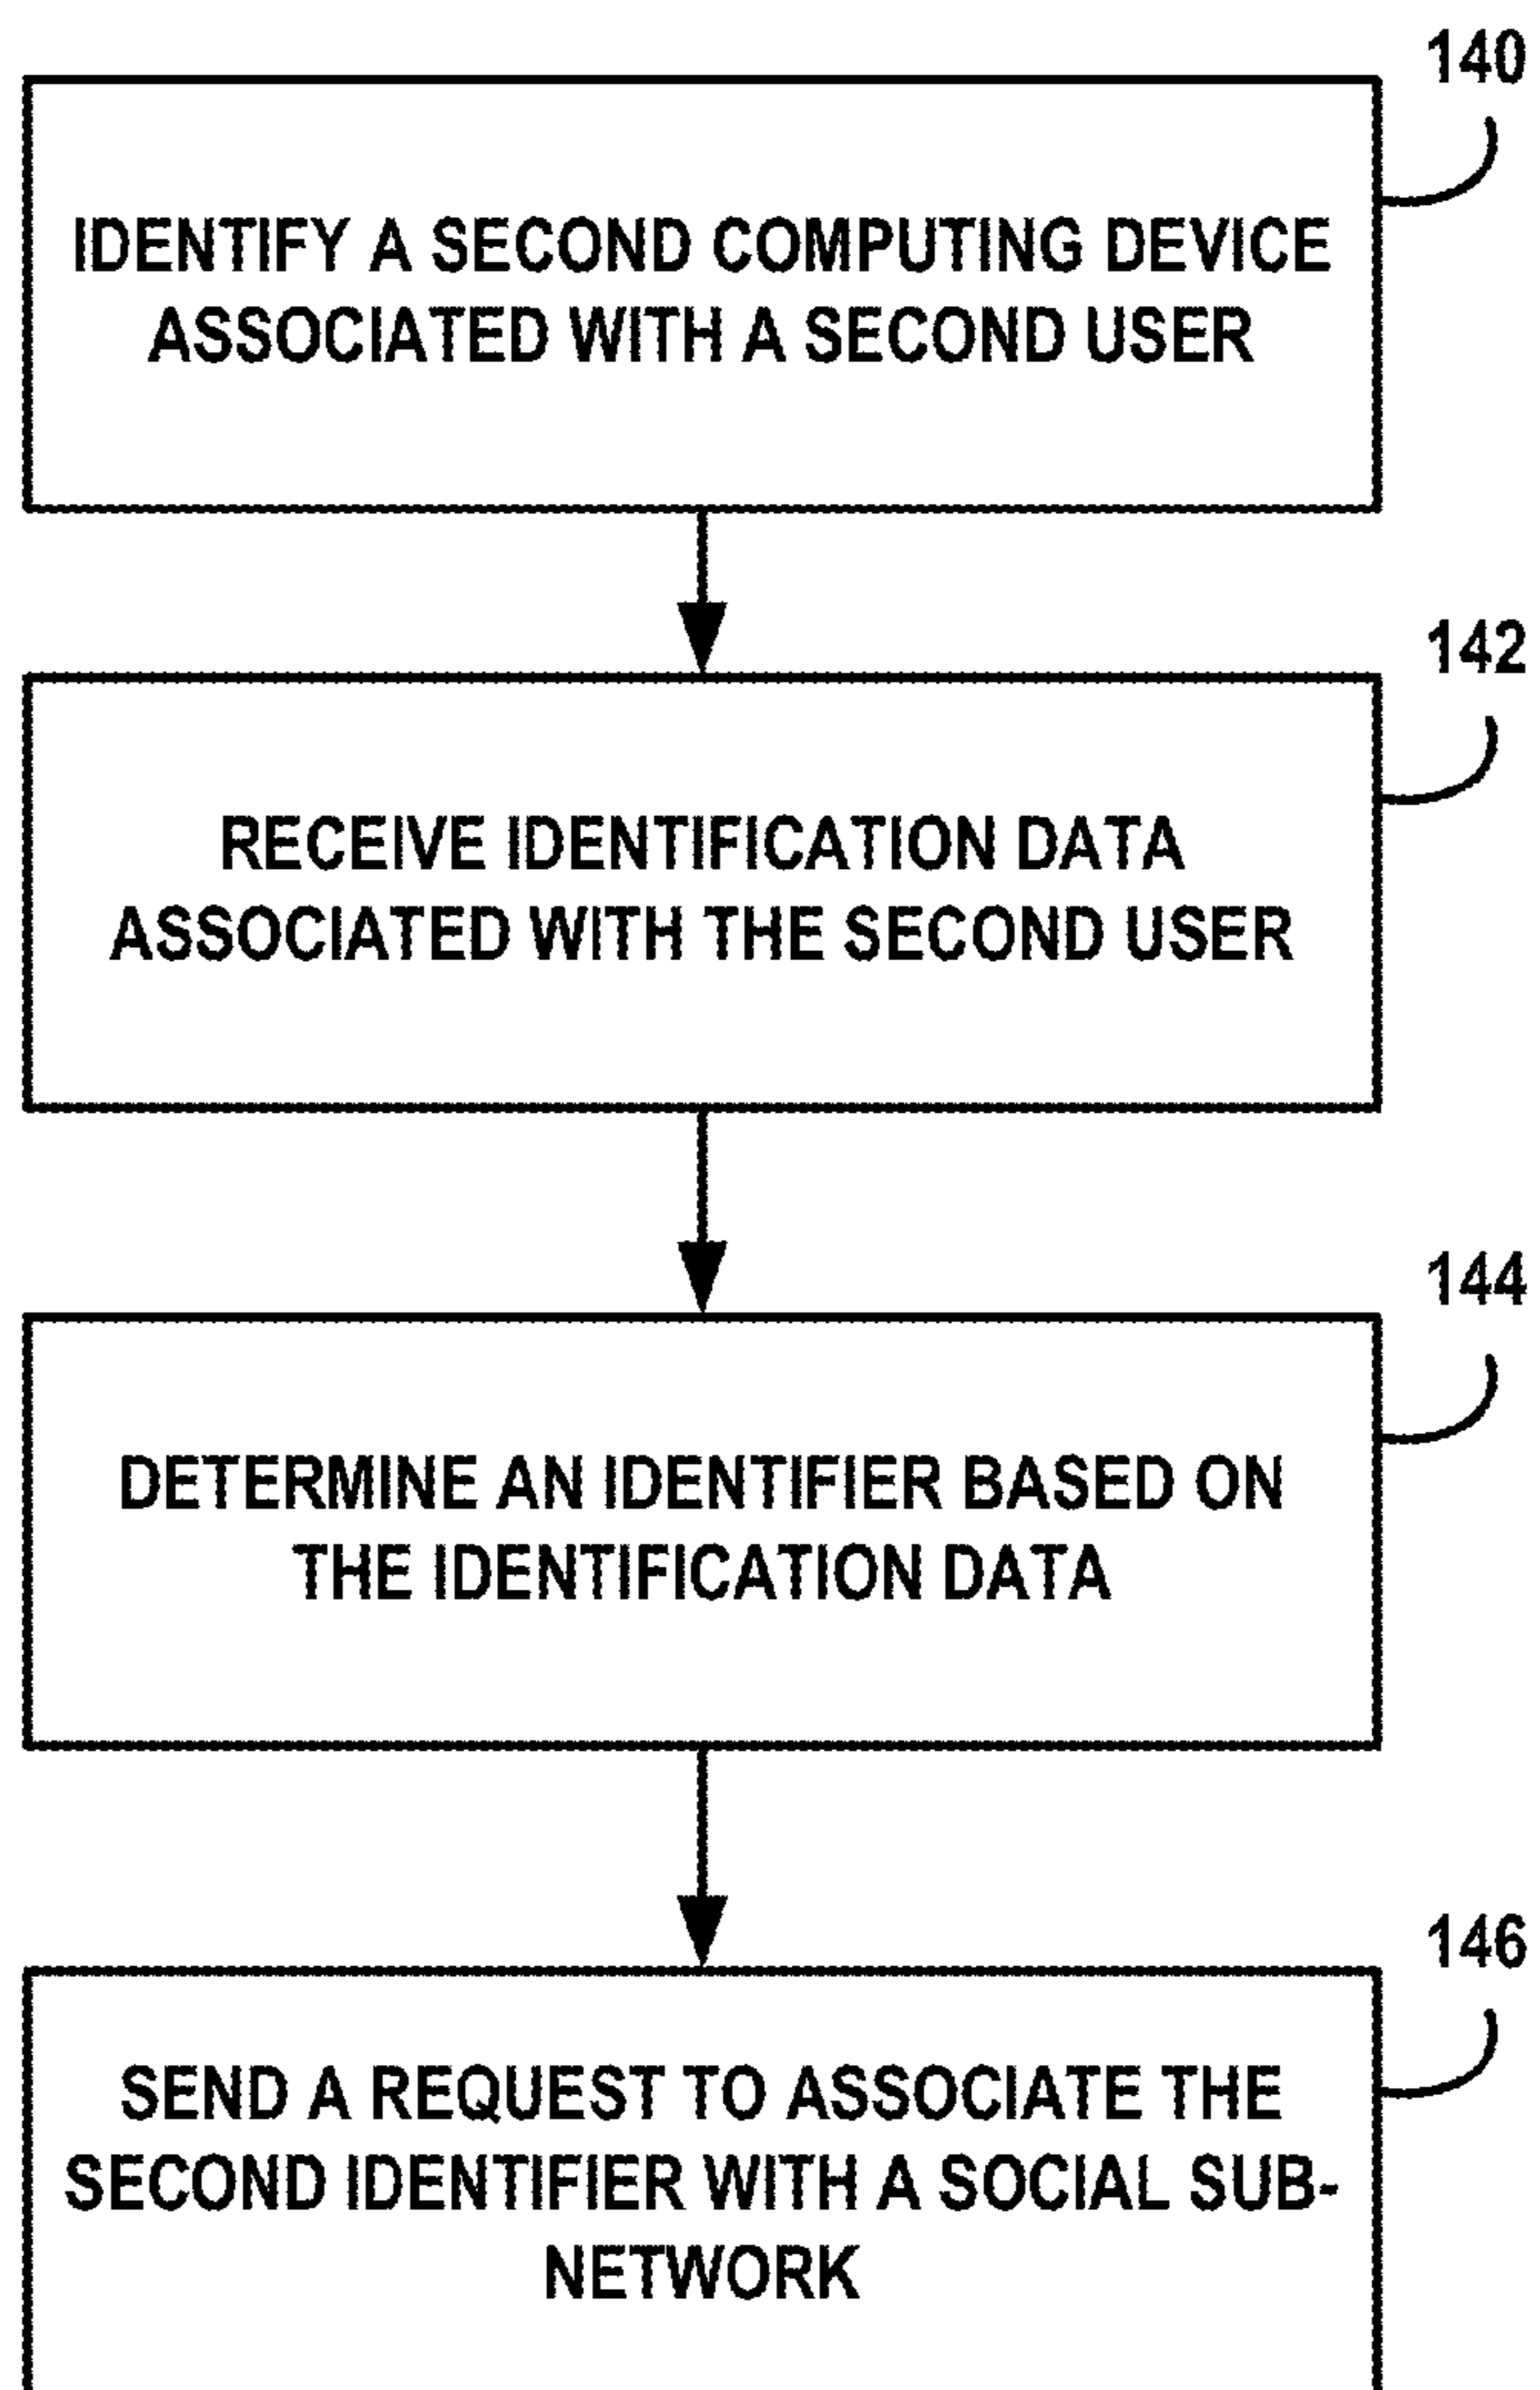 140
IDENTIFY A SECOND COMPUTING DEVICE
ASSOCIATED WITH A SECOND USER
142
RECEIVE IDENTIFICATION DATA
ASSOCIATED WITH THE SECOND USER
144
DETERMINE AN IDENTIFIER BASED ON
THE IDENTIFICATION DATA
146
SEND A REQUEST TO ASSOCIATE THE
SECOND IDENTIFIER WITH A SOCIAL SUB-
NETWORK